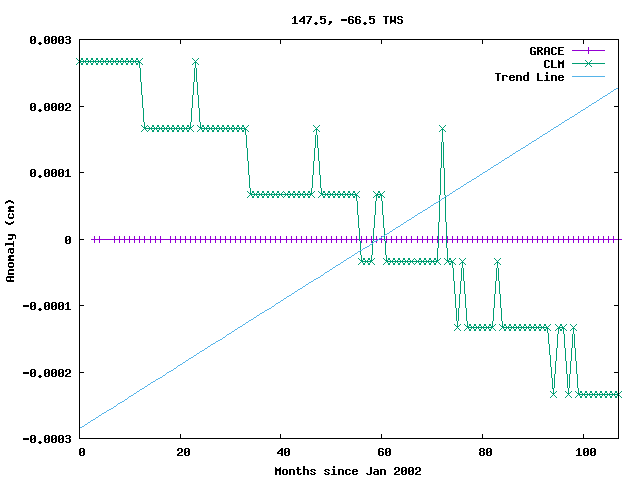 147.5, -66.5 TWS
GRACE
CLM
Trend Line
0.0003
0.0002
0.0001
0
-0.0001
-0.0002
-0.0003
Anomaly (cm)
0 20 40 60 80 100
Months since Jan 2002